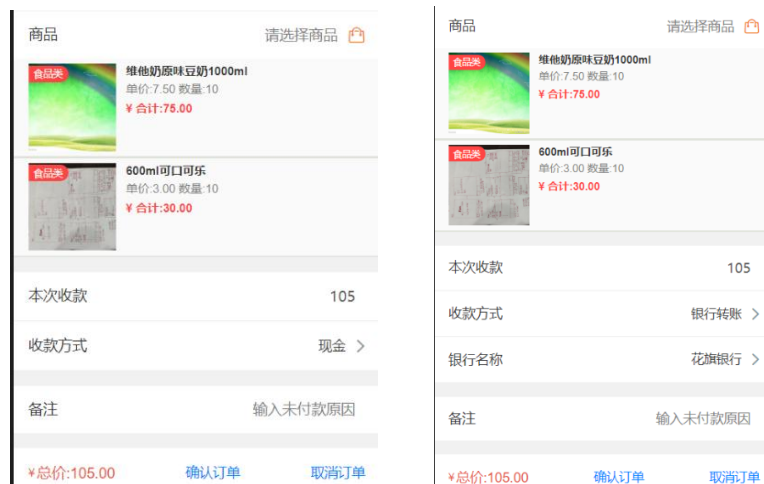 商品 请选择商品
食品类
维他奶原味豆奶1000ml
单价:7.50 数量:10
¥ 合计:75.00
食品类
600ml可口可乐
单价:3.00 数量:10
¥ 合计:30.00
本次收款 105
收款方式 现金
备注 输入未付款原因
¥总价:105.00 确认订单 取消订单
商品 请选择商品
食品类
维他奶原味豆奶1000ml
单价:7.50 数量:10
¥ 合计:75.00
食品类
600ml可口可乐
单价:3.00 数量:10
¥ 合计:30.00
本次收款 105
收款方式 银行转账
银行名称 花旗银行
备注 输入未付款原因
¥总价:105.00 确认订单 取消订单